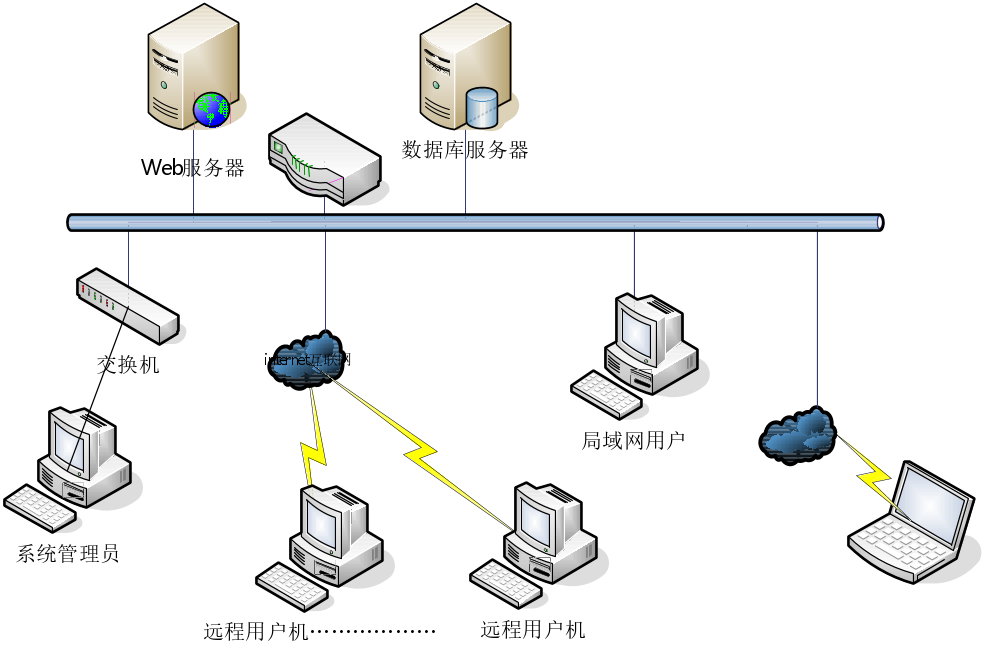 Web服务器
数据库服务器
交换机
internet互联网
局域网用户
系统管理员
远程用户机………………
远程用户机